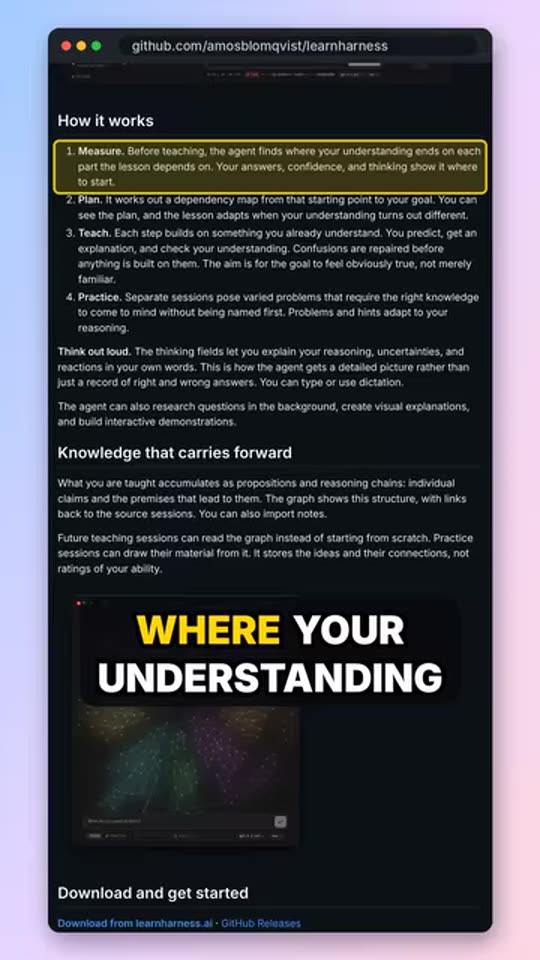 github.com/amosblomqvist/learnharness
How it works
1. Measure. Before teaching, the agent finds where your understanding ends on each
part the lesson depends on. Your answers, confidence, and thinking show it where
to start.
2. Plan. It works out a dependency map from that starting point to your goal. You can
see the plan, and the lesson adapts when your understanding turns out different.
3. Teach. Each step builds on something you already understand. You predict, get an
explanation, and check your understanding. Confusions are repaired before
anything is built on them. The aim is for the goal to feel obviously true, not merely
familiar.
4. Practice. Separate sessions pose varied problems that require the right knowledge
to come to mind without being named first. Problems and hints adapt to your
reasoning.
Think out loud. The thinking fields let you explain your reasoning, uncertainties, and
reactions in your own words. This is how the agent gets a detailed picture rather than
just a record of right and wrong answers. You can type or use dictation.
The agent can also research questions in the background, create visual explanations,
and build interactive demonstrations.
Knowledge that carries forward
What you are taught accumulates as propositions and reasoning chains: individual
claims and the premises that lead to them. The graph shows this structure, with links
back to the source sessions. You can also import notes.
Future teaching sessions can read the graph instead of starting from scratch. Practice
sessions can draw their material from it. It stores the ideas and their connections, not
ratings of your ability.
WHERE YOUR
UNDERSTANDING
Download and get started
Download from learnharness.ai · GitHub Releases